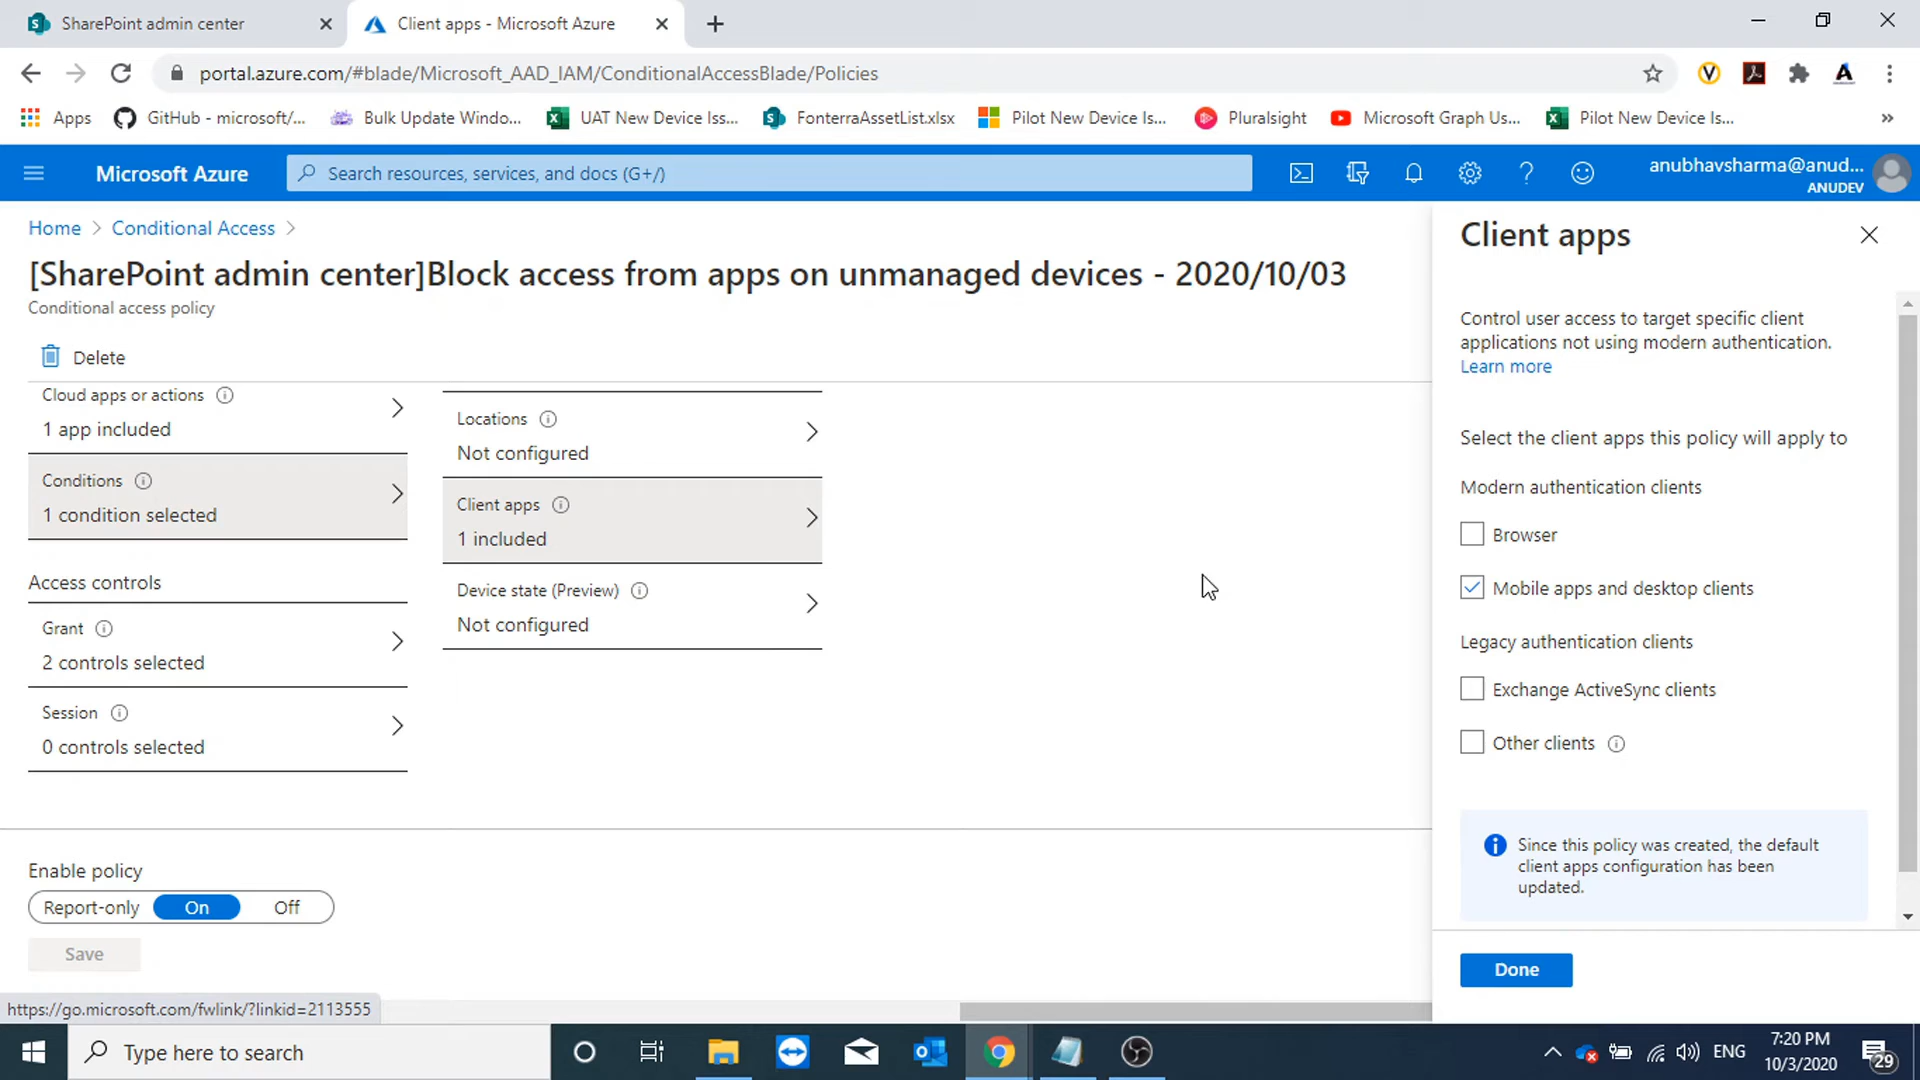 SharePoint admin center
Client apps - Microsoft Azure
portal.azure.com/#blade/Microsoft_AAD_IAM/ConditionalAccessBlade/Policies
Apps
GitHub - microsoft/...
Bulk Update Windo...
UAT New Device Iss...
FonterraAssetList.xlsx
Pilot New Device Is...
Pluralsight
Microsoft Graph Us...
Pilot New Device Is...
Microsoft Azure
Search resources, services, and docs (G+/)
anubhavsharma@anud...
ANUDEV
Home > Conditional Access >
[SharePoint admin center]Block access from apps on unmanaged devices - 2020/10/03
Conditional access policy
Delete
Cloud apps or actions
1 app included
Conditions
1 condition selected
Access controls
Grant
2 controls selected
Session
0 controls selected
Locations
Not configured
Client apps
1 included
Device state (Preview)
Not configured
Enable policy
Report-only On Off
Save
https://go.microsoft.com/fwlink/?linkid=2113555
Client apps
Control user access to target specific client
applications not using modern authentication.
Learn more
Select the client apps this policy will apply to
Modern authentication clients
Browser
Mobile apps and desktop clients
Legacy authentication clients
Exchange ActiveSync clients
Other clients
Since this policy was created, the default
client apps configuration has been
updated.
Done
Type here to search
ENG
7:20 PM
10/3/2020
29